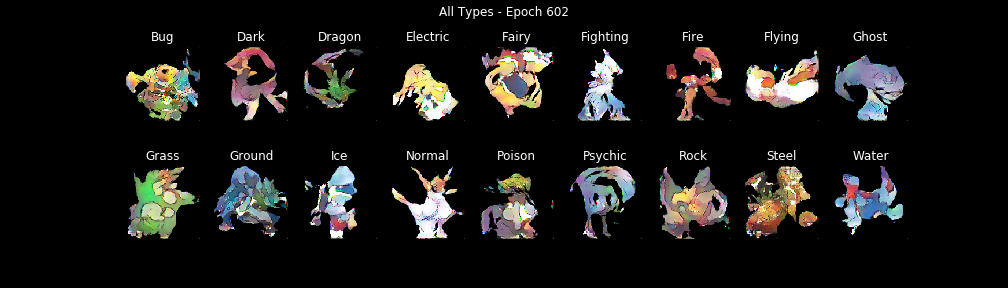 All Types - Epoch 602
Bug Dark Dragon Electric Fairy Fighting Fire Flying Ghost
Grass Ground Ice Normal Poison Psychic Rock Steel Water